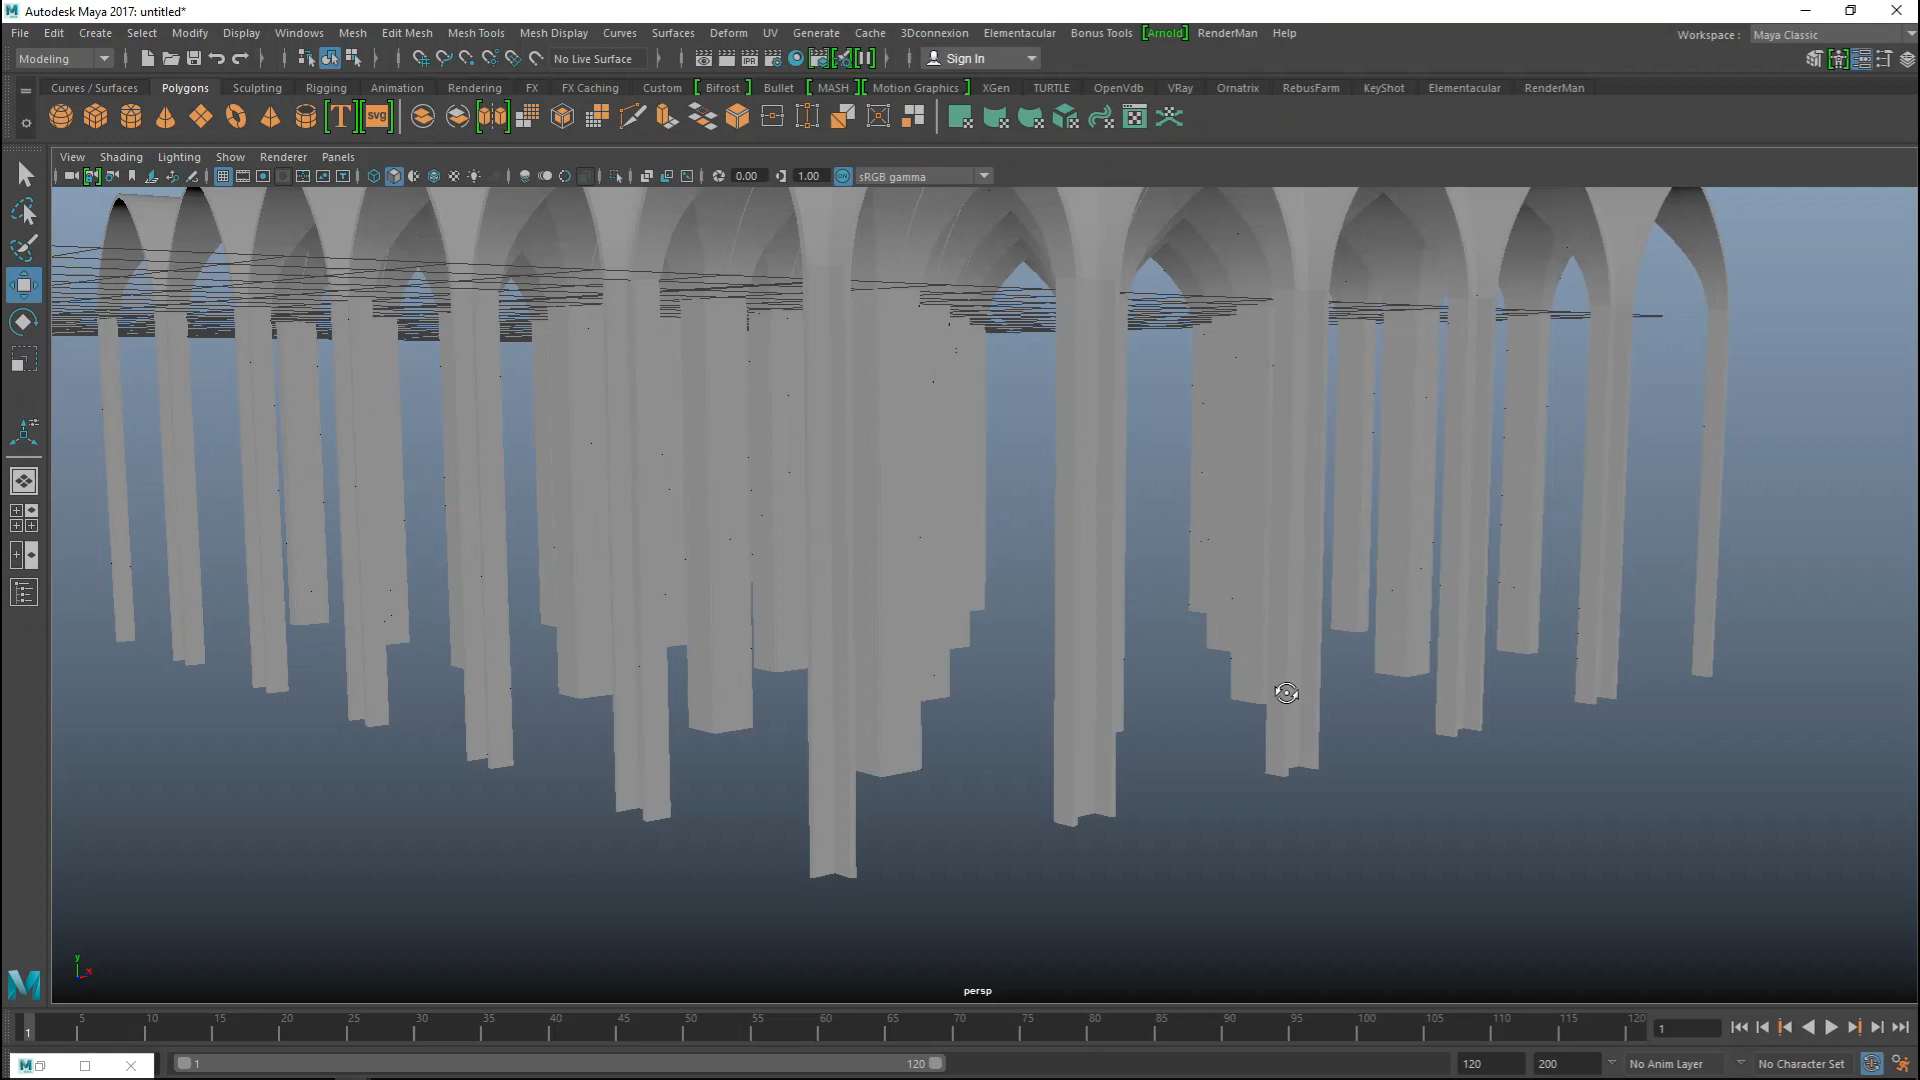 Autodesk Maya 2017: untitled*
File Edit Create Select Modify Display Windows Mesh Edit Mesh Mesh Tools Mesh Display Curves Surfaces Deform UV Generate Cache 3Dconnexion Elementacular Bonus Tools [Arnold] RenderMan Help Workspace : Maya Classic
Modeling No Live Surface IPR Sign In
Curves / Surfaces Polygons Sculpting Rigging Animation Rendering FX FX Caching Custom Bifrost Bullet MASH Motion Graphics XGen TURTLE OpenVdb VRay Ornatrix RebusFarm KeyShot Elementacular RenderMan
T svg
View Shading Lighting Show Renderer Panels
0.00 1.00 ON sRGB gamma
y
x
persp
5 10 15 20 25 30 35 40 45 50 55 60 65 70 75 80 85 90 95 100 105 110 115 120
1 1
M 1 120 120 200 No Anim Layer No Character Set